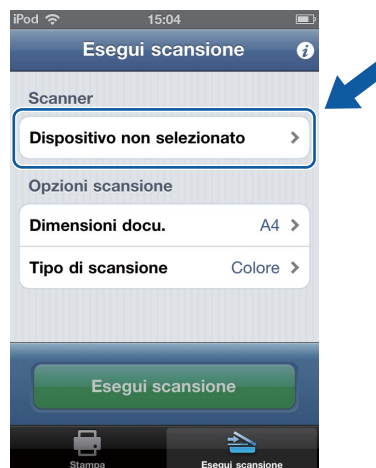 iPod 15:04
Esegui scansione
Scanner
Dispositivo non selezionato
Opzioni scansione
Dimensioni docu. A4
Tipo di scansione Colore
Esegui scansione
Stampa Esegui scansione